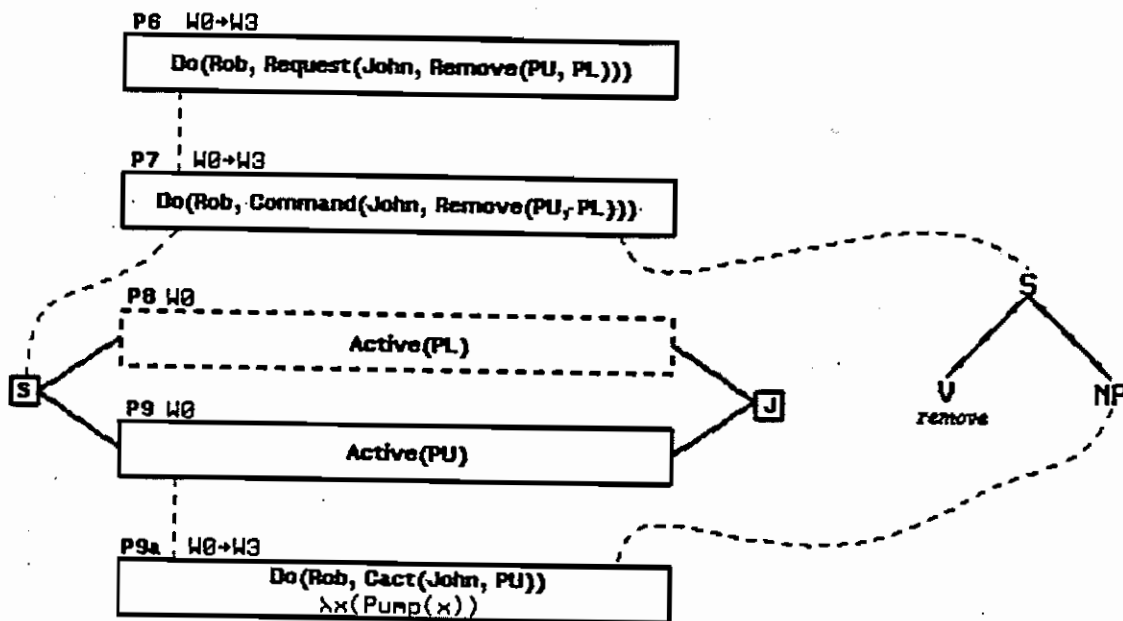 P6 W0→W3
Do(Rob, Request(John, Remove(PU, PL)))
P7 W0→W3
Do(Rob, Command(John, Remove(PU, PL)))
P8 W0
Active(PL)
S
J
P9 W0
Active(PU)
S
V
NP
remove
P9a W0→W3
Do(Rob, Cact(John, PU))
λx(Pump(x))